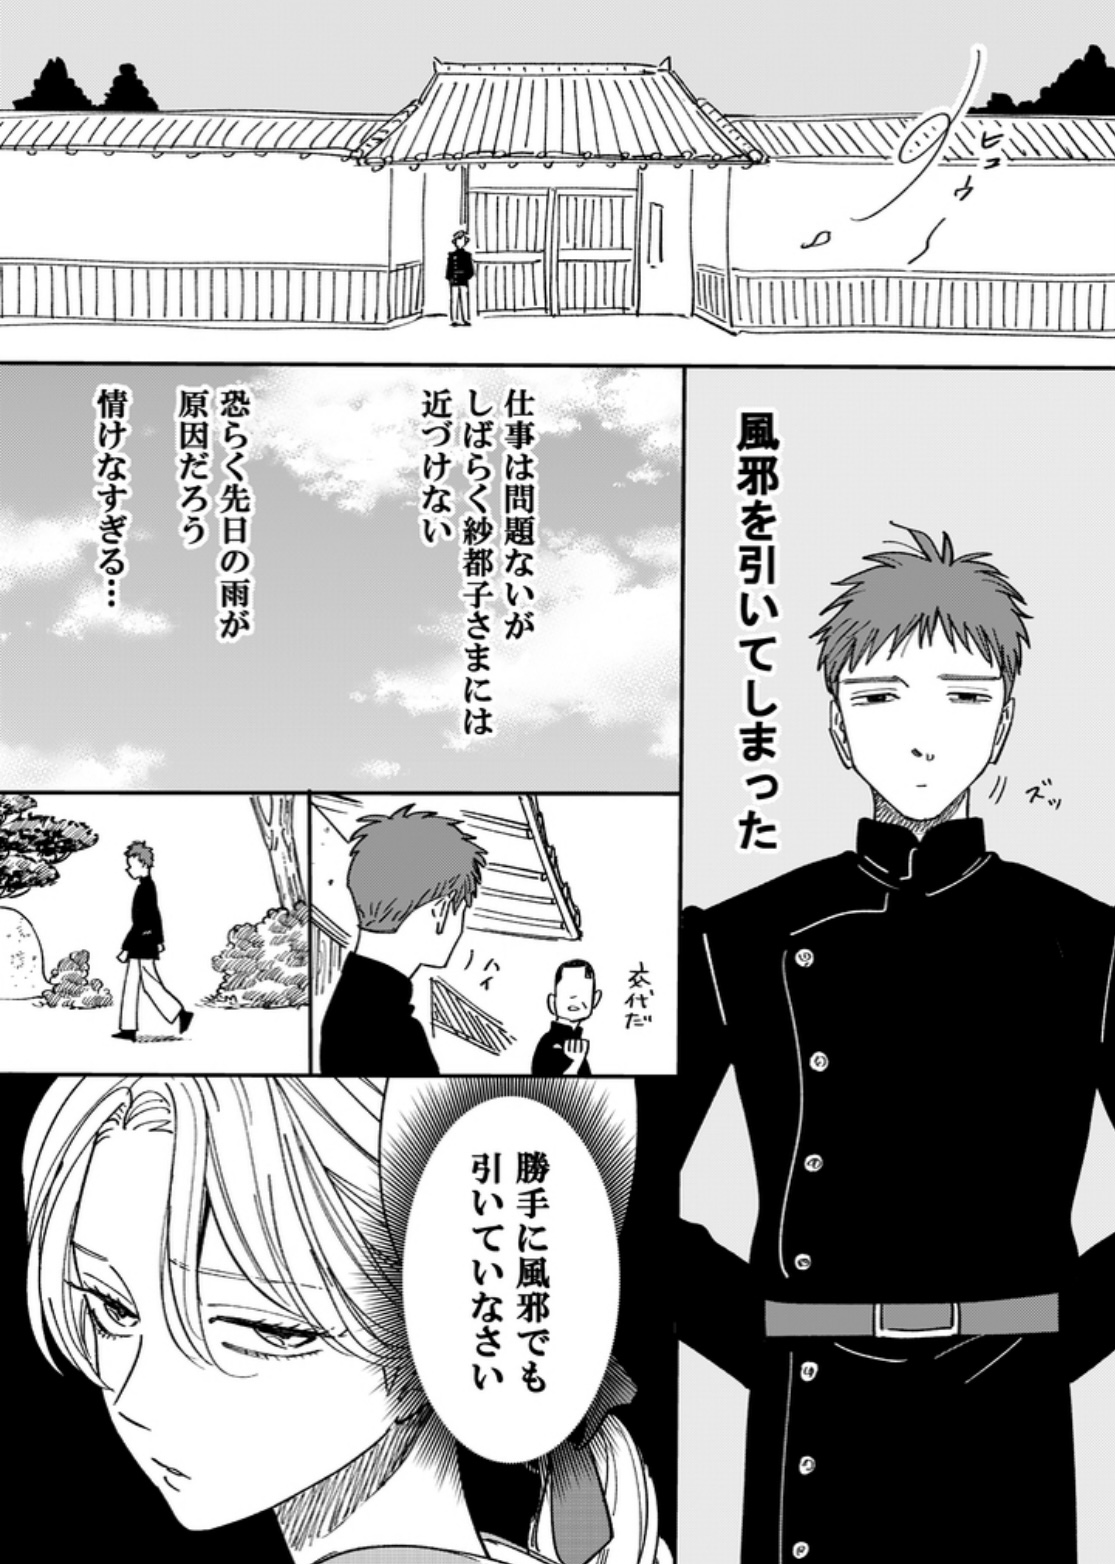 ヒュウ
風邪を引いてしまった
ズッ
仕事は問題ないが
しばらく紗都子さまには
近づけない
恐らく先日の雨が
原因だろう
情けなすぎる…
交代だ
ハイ
勝手に風邪でも
引いていなさい